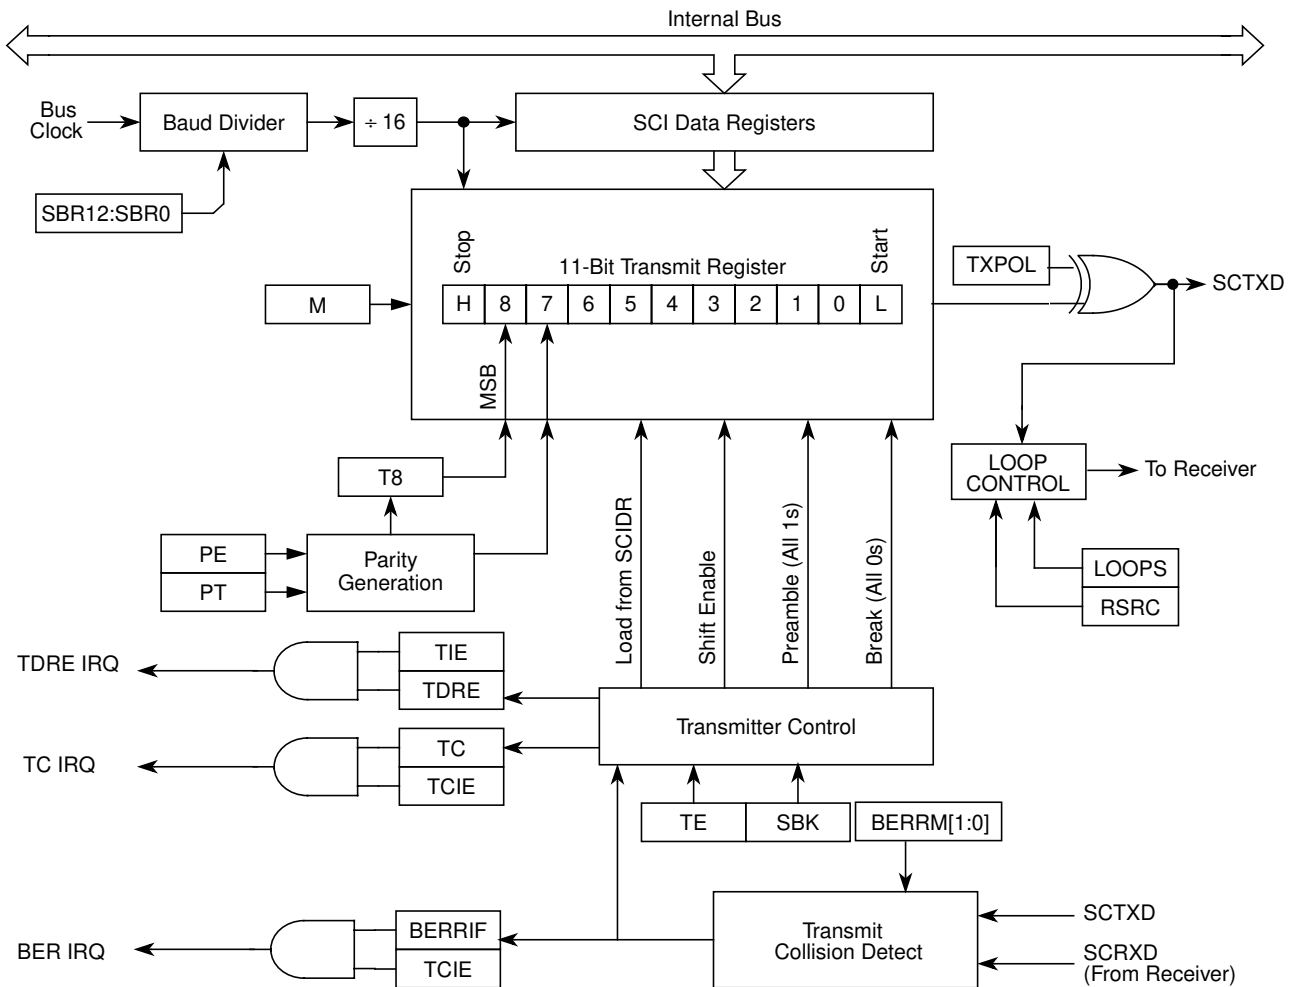 Internal Bus
Bus
Clock
Baud Divider
÷ 16
SCI Data Registers
SBR12:SBR0
Stop
11-Bit Transmit Register
Start
H 8 7 6 5 4 3 2 1 0 L
M
TXPOL
SCTXD
MSB
T8
LOOP
CONTROL
To Receiver
PE
PT
Parity
Generation
LOOPS
RSRC
Load from SCIDR
Shift Enable
Preamble (All 1s)
Break (All 0s)
TDRE IRQ
TIE
TDRE
Transmitter Control
TC IRQ
TC
TCIE
TE
SBK
BERRM[1:0]
BER IRQ
BERRIF
TCIE
Transmit
Collision Detect
SCTXD
SCRXD
(From Receiver)